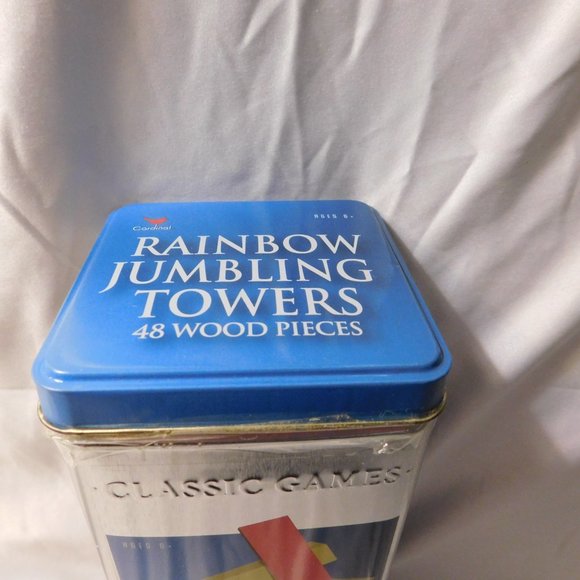 Cardinal
AGES 6+
RAINBOW
JUMBLING
TOWERS
48 WOOD PIECES
· CLASSIC GAMES ·
AGES 6+